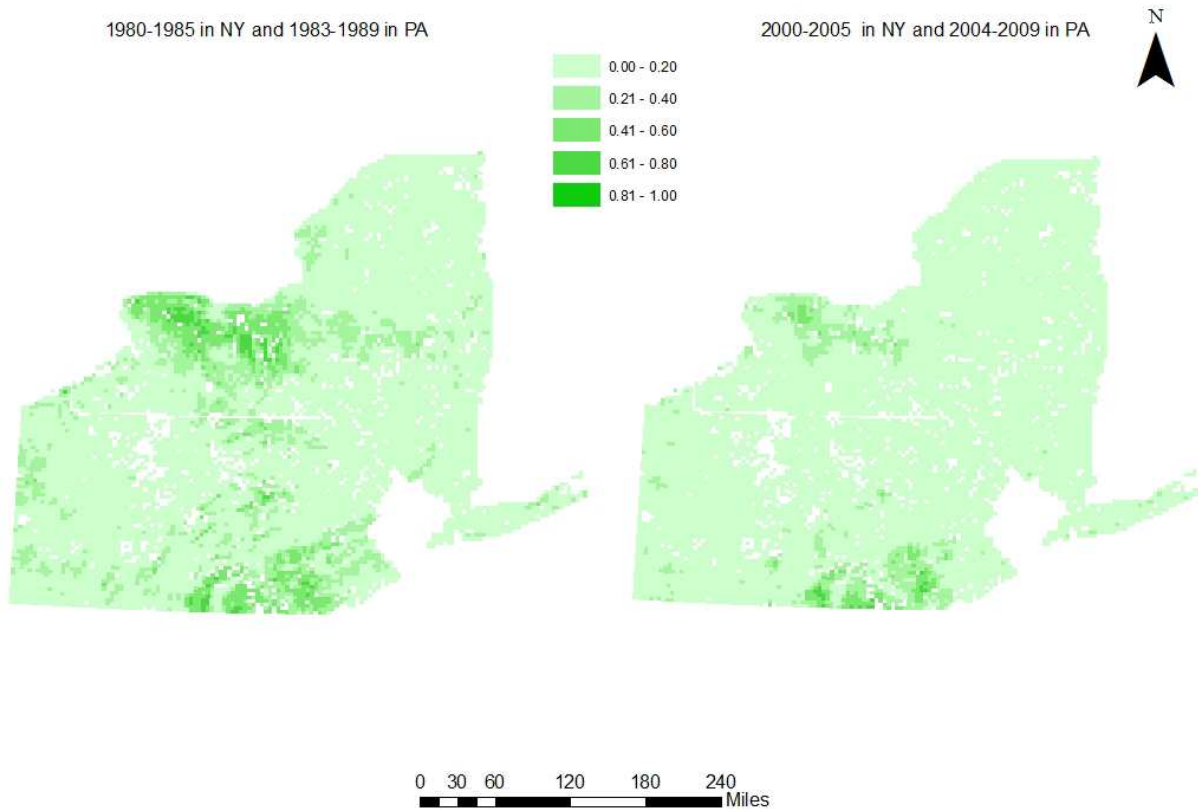 1980-1985 in NY and 1983-1989 in PA
2000-2005 in NY and 2004-2009 in PA
N
0.00 - 0.20
0.21 - 0.40
0.41 - 0.60
0.61 - 0.80
0.81 - 1.00
0 30 60 120 180 240
Miles